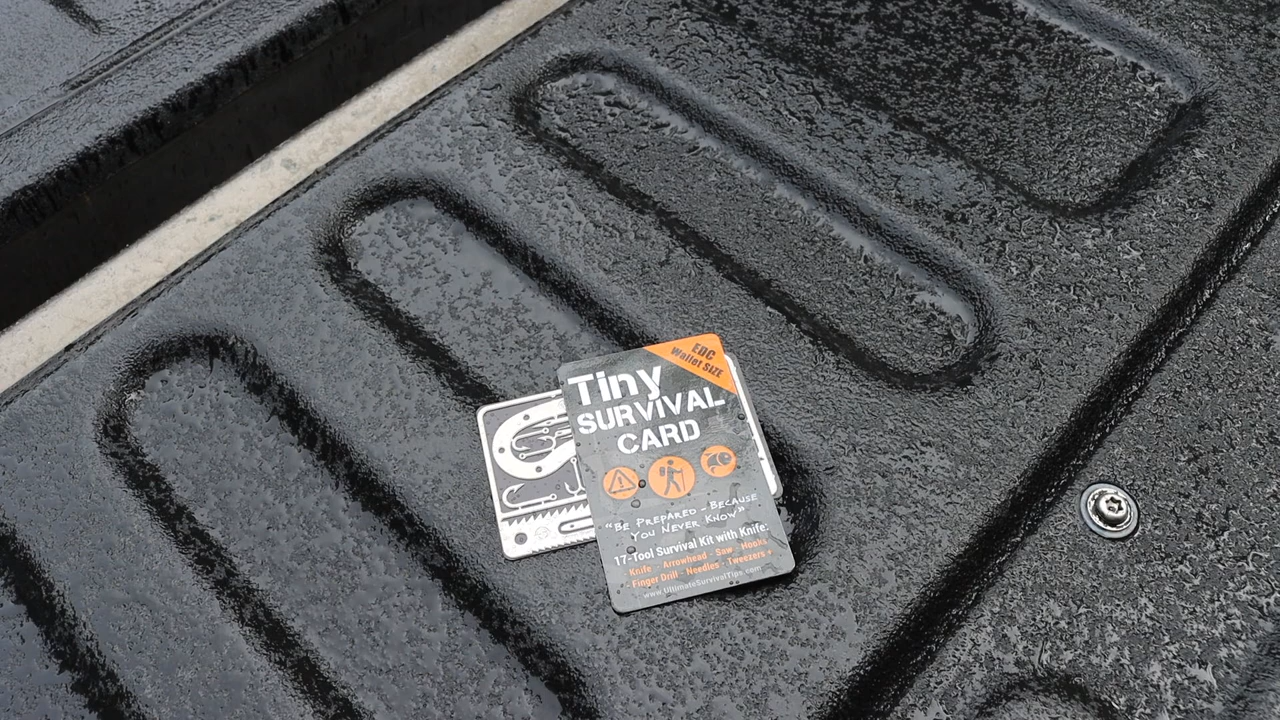 EDC
Wallet SIZE
Tiny
SURVIVAL
CARD
"BE PREPARED - BECAUSE
YOU NEVER KNOW"
17-Tool Survival Kit with Knife:
Knife - Arrowhead - Saw - Hooks
Finger Drill - Needles - Tweezers +
www.UltimateSurvivalTips.com